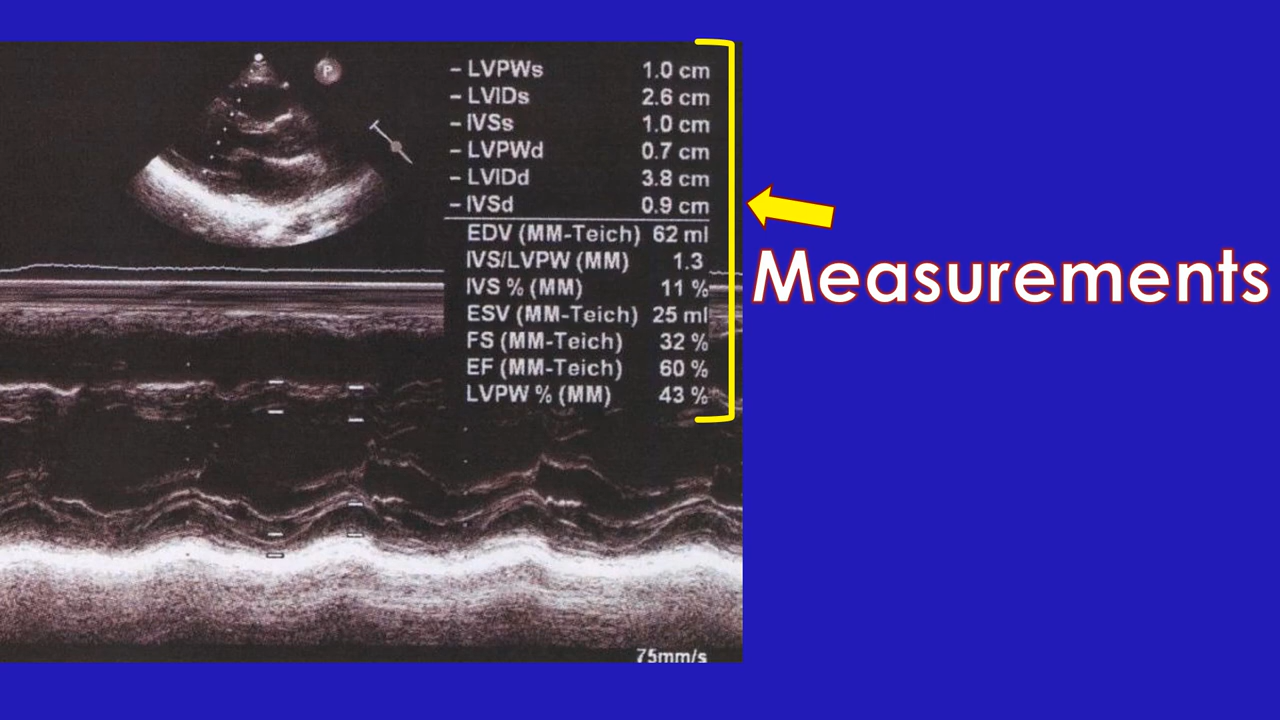 P
– LVPWs 1.0 cm
– LVIDs 2.6 cm
– IVSs 1.0 cm
– LVPWd 0.7 cm
– LVIDd 3.8 cm
– IVSd 0.9 cm
EDV (MM-Teich) 62 ml
IVS/LVPW (MM) 1.3
IVS % (MM) 11 %
ESV (MM-Teich) 25 ml
FS (MM-Teich) 32 %
EF (MM-Teich) 60 %
LVPW % (MM) 43 %
Measurements
75mm/s